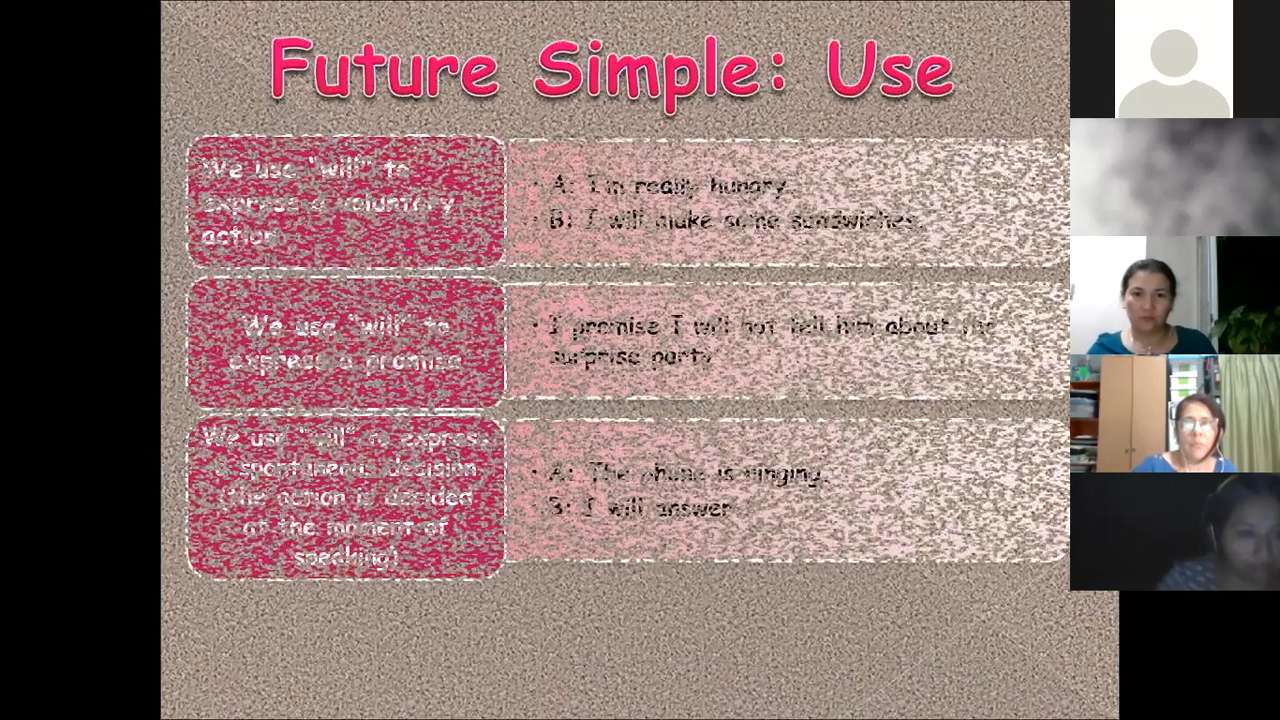 Future Simple: Use
We use "will" to
express a voluntary
action
A: I'm really hungry.
B: I will make some sandwiches.
We use "will" to
express a promise
I promise I will not tell him about the
surprise party
We use "will" to express
a spontaneous decision
(the action is decided
at the moment of
speaking)
A: The phone is ringing.
B: I will answer